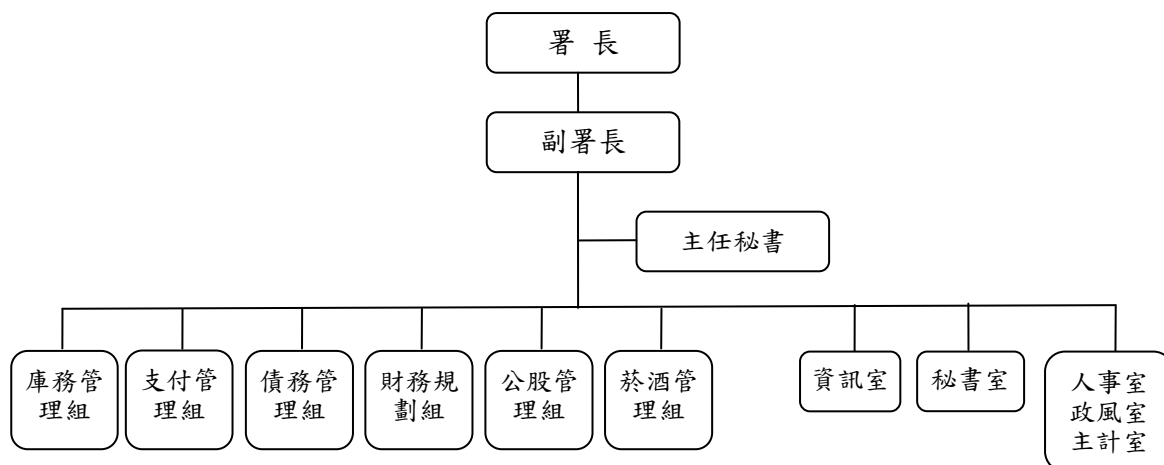 署 長
副署長
主任秘書
庫務管
理組
支付管
理組
債務管
理組
財務規
劃組
公股管
理組
菸酒管
理組
資訊室
秘書室
人事室
政風室
主計室